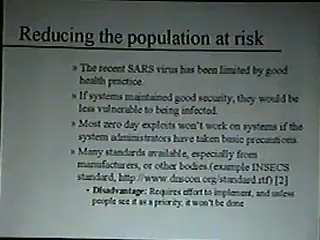 Reducing the population at risk
» The recent SARS virus has been limited by good
health practice.
» If systems maintained good security, they would be
less vulnerable to being infected.
» Most zero day exploits won't work on systems if the
system administrators have taken basic precautions.
» Many standards available, especially from
manufacturers, or other bodies (example INSECS
standard, http://www.dnscon.org/standard.rtf) [2]
• Disadvantage: Requires effort to implement, and unless
people see it as a priority, it won't be done